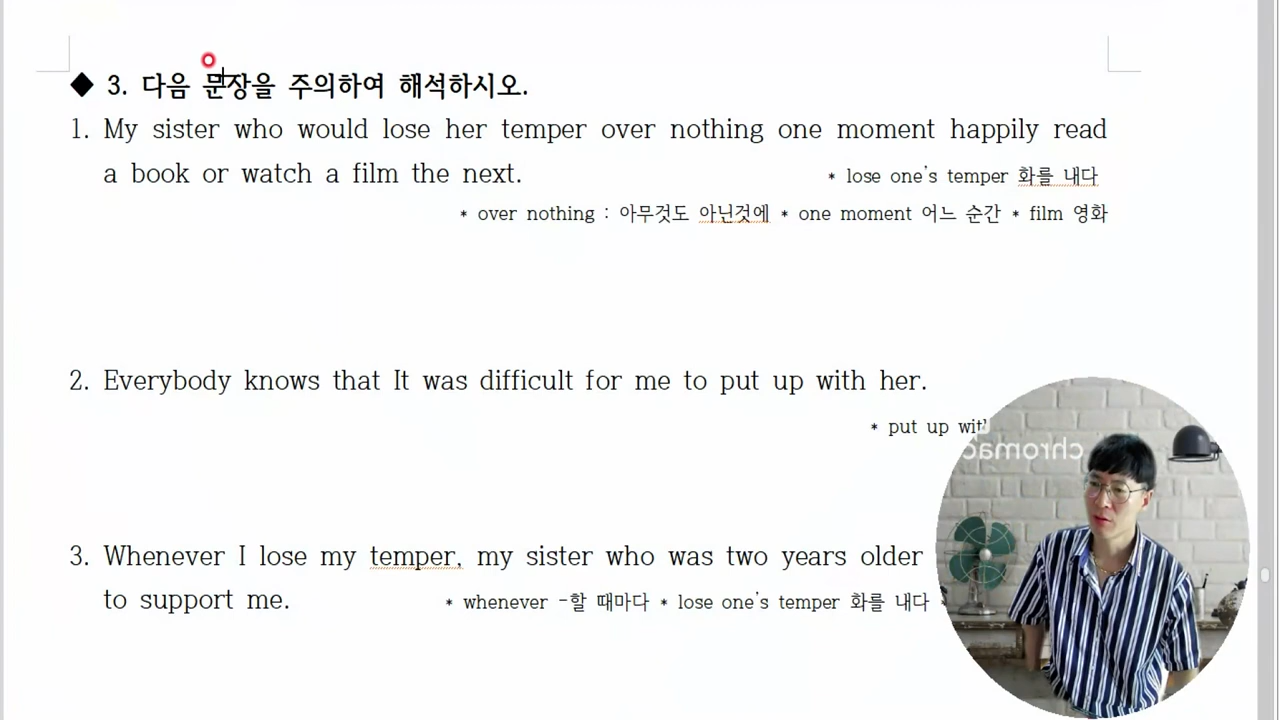 ◆ 3. 다음 문장을 주의하여 해석하시오.
1. My sister who would lose her temper over nothing one moment happily read
a book or watch a film the next.
* lose one's temper 화를 내다
* over nothing : 아무것도 아닌것에 * one moment 어느 순간 * film 영화
2. Everybody knows that It was difficult for me to put up with her.
* put up with
chromac
3. Whenever I lose my temper, my sister who was two years older
to support me.
* whenever -할 때마다 * lose one's temper 화를 내다